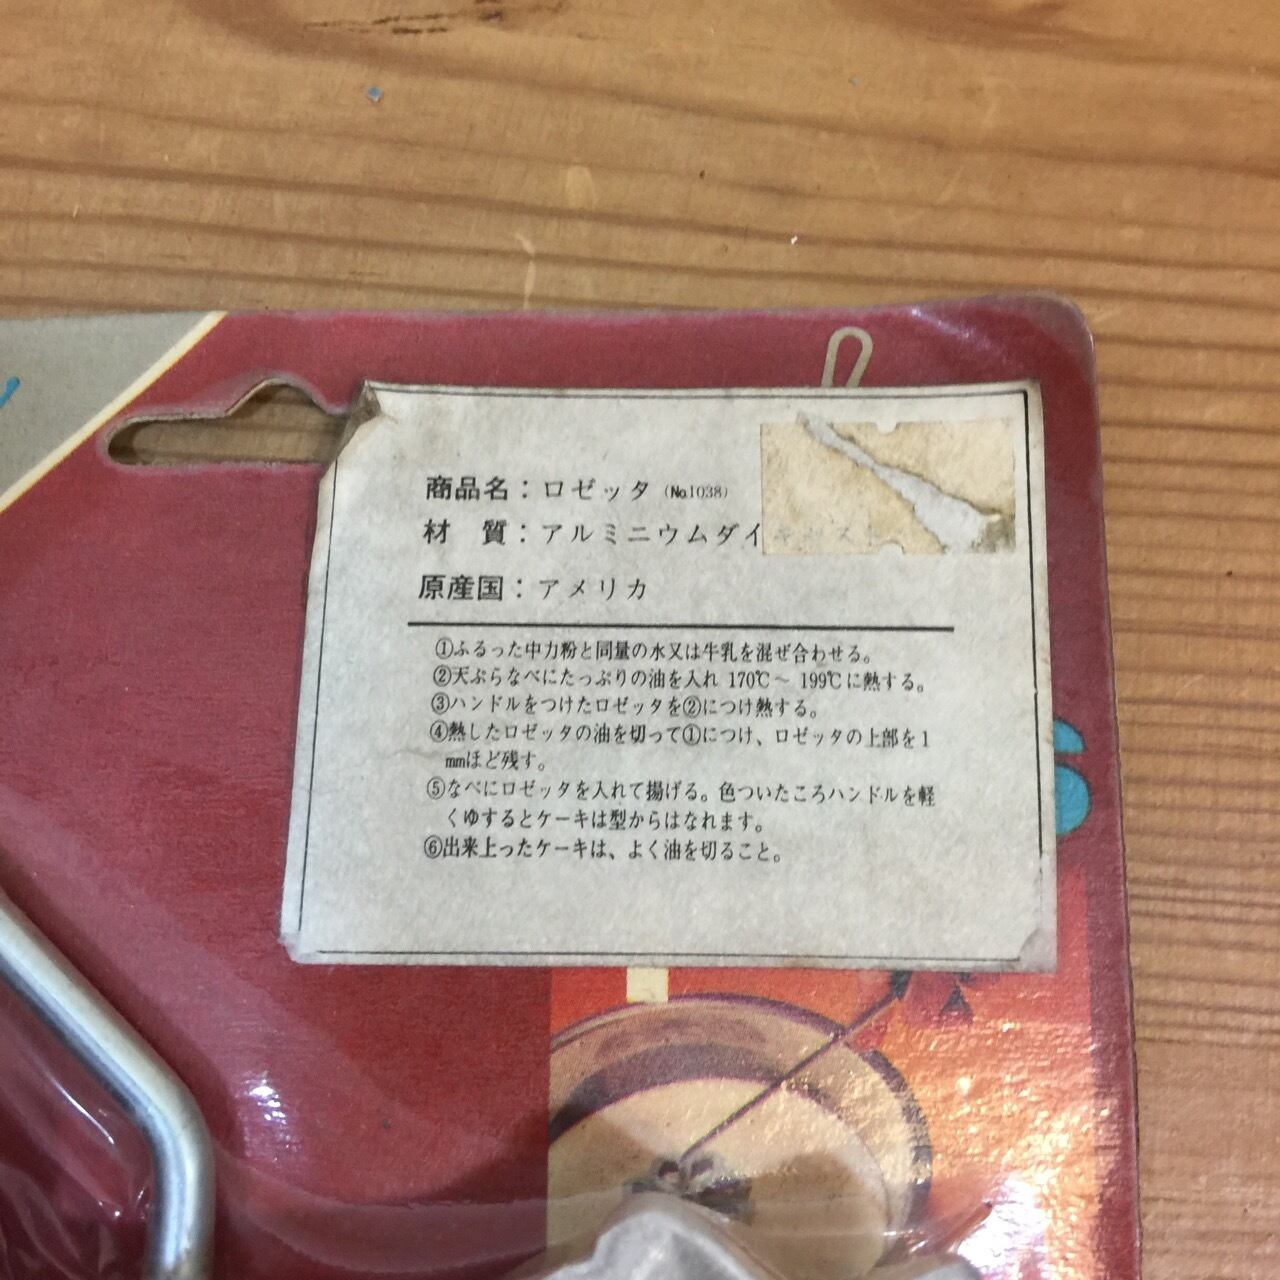 商品名：ロゼッタ（No.1038）
材　質：アルミニウムダイキャスト
原産国：アメリカ
①ふるった中力粉と同量の水又は牛乳を混ぜ合わせる。
②天ぷらなべにたっぷりの油を入れ 170℃～ 199℃に熱する。
③ハンドルをつけたロゼッタを②につけ熱する。
④熱したロゼッタの油を切って①につけ、ロゼッタの上部を1
mmほど残す。
⑤なべにロゼッタを入れて揚げる。色ついたころハンドルを軽
くゆするとケーキは型からはなれます。
⑥出来上ったケーキは、よく油を切ること。